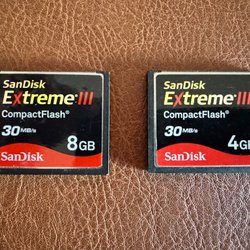 SanDisk
Extreme III
CompactFlash®
30MB/s
8GB
SanDisk
SanDisk
Extreme III
CompactFlash®
30MB/s
4GB
SanDisk